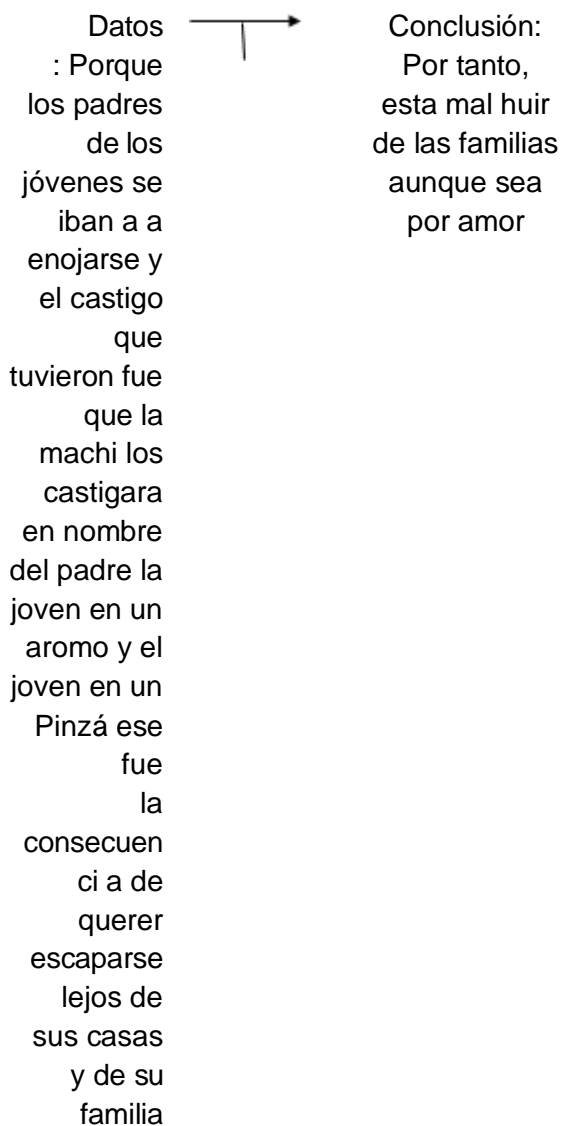 Datos
: Porque
los padres
de los
jóvenes se
iban a a
enojarse y
el castigo
que
tuvieron fue
que la
machi los
castigara
en nombre
del padre la
joven en un
aromo y el
joven en un
Pinzá ese
fue
la
consecuen
ci a de
querer
escaparse
lejos de
sus casas
y de su
familia
Conclusión:
Por tanto,
esta mal huir
de las familias
aunque sea
por amor